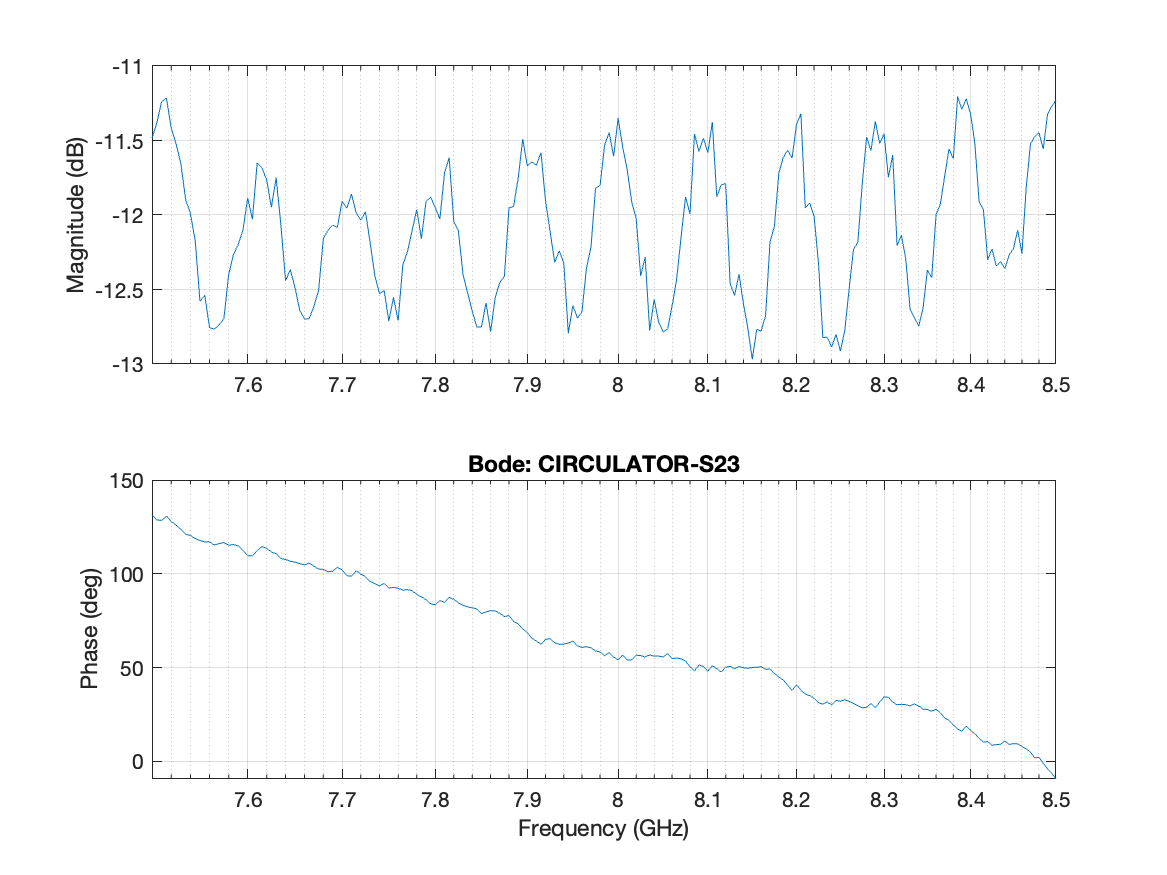 -11
-11.5
-12
-12.5
-13
Magnitude (dB)
7.6 7.7 7.8 7.9 8 8.1 8.2 8.3 8.4 8.5
Bode: CIRCULATOR-S23
150
100
50
0
Phase (deg)
7.6 7.7 7.8 7.9 8 8.1 8.2 8.3 8.4 8.5
Frequency (GHz)